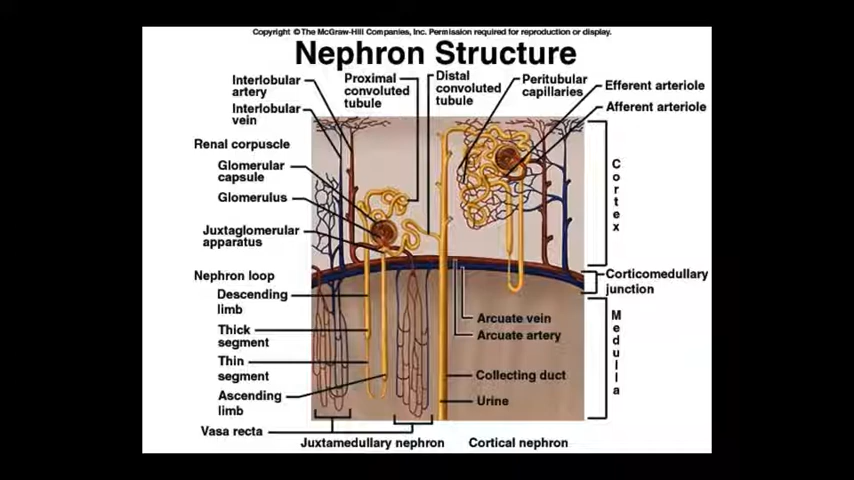 Copyright © The McGraw-Hill Companies, Inc. Permission required for reproduction or display.
Nephron Structure
Interlobular
artery
Interlobular
vein
Renal corpuscle
Glomerular
capsule
Glomerulus
Juxtaglomerular
apparatus
Nephron loop
Descending
limb
Thick
segment
Thin
segment
Ascending
limb
Vasa recta
Proximal
convoluted
tubule
Distal
convoluted
tubule
Peritubular
capillaries
Efferent arteriole
Afferent arteriole
Cortex
Corticomedullary
junction
Medulla
Arcuate vein
Arcuate artery
Collecting duct
Urine
Juxtamedullary nephron
Cortical nephron